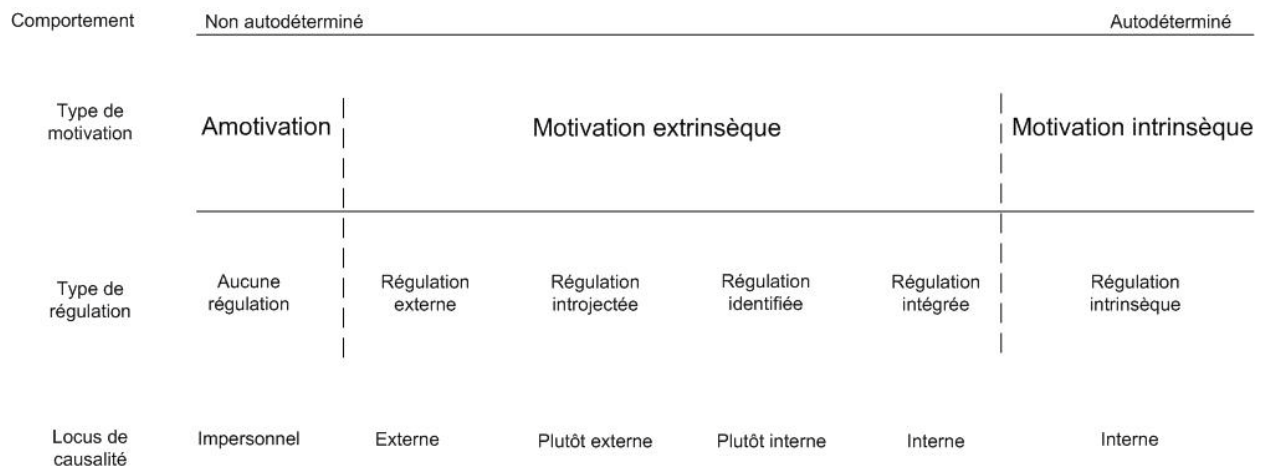 Comportement Non autodéterminé Autodéterminé
Type de
motivation
Amotivation Motivation extrinsèque Motivation intrinsèque
Type de
régulation
Aucune
régulation
Régulation
externe
Régulation
introjectée
Régulation
identifiée
Régulation
intégrée
Régulation
intrinsèque
Locus de
causalité
Impersonnel Externe Plutôt externe Plutôt interne Interne Interne